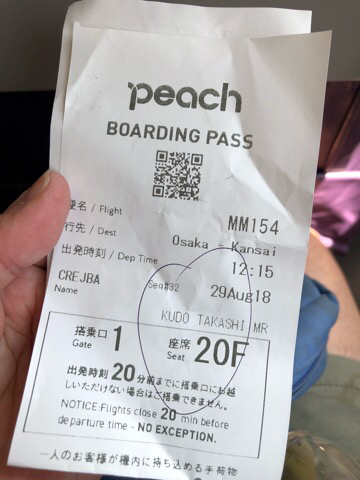 peach
BOARDING PASS
便名 / Flight MM154
行先 / Dest Osaka - Kansai
出発時刻 / Dep Time 12:15
CREJBA Seq#32 29Aug18
Name KUDO TAKASHI MR
搭乗口 Gate 1 座席 Seat 20F
出発時刻 20 分前までに搭乗口にお越
しいただけない場合はご搭乗できません。
NOTICE:Flights close 20 min before
departure time - NO EXCEPTION.
一人のお客様が機内に持ち込める手荷物